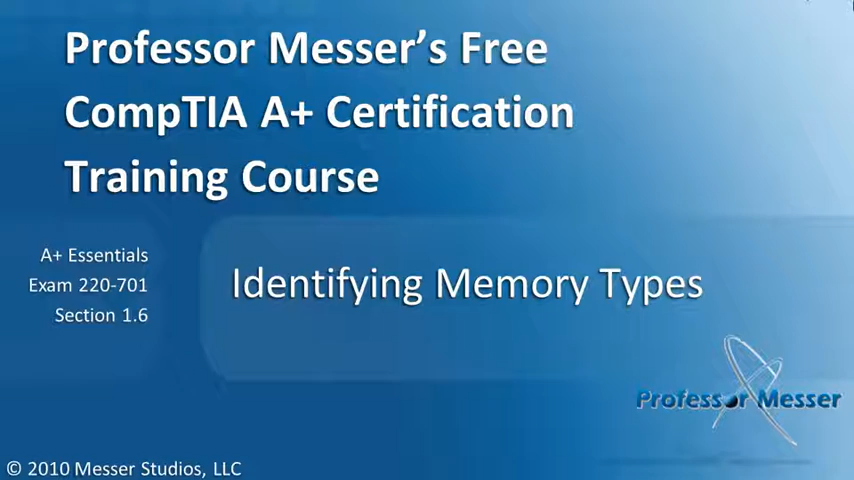 Professor Messer's Free
CompTIA A+ Certification
Training Course
A+ Essentials
Exam 220-701
Section 1.6
Identifying Memory Types
Professor Messer
© 2010 Messer Studios, LLC